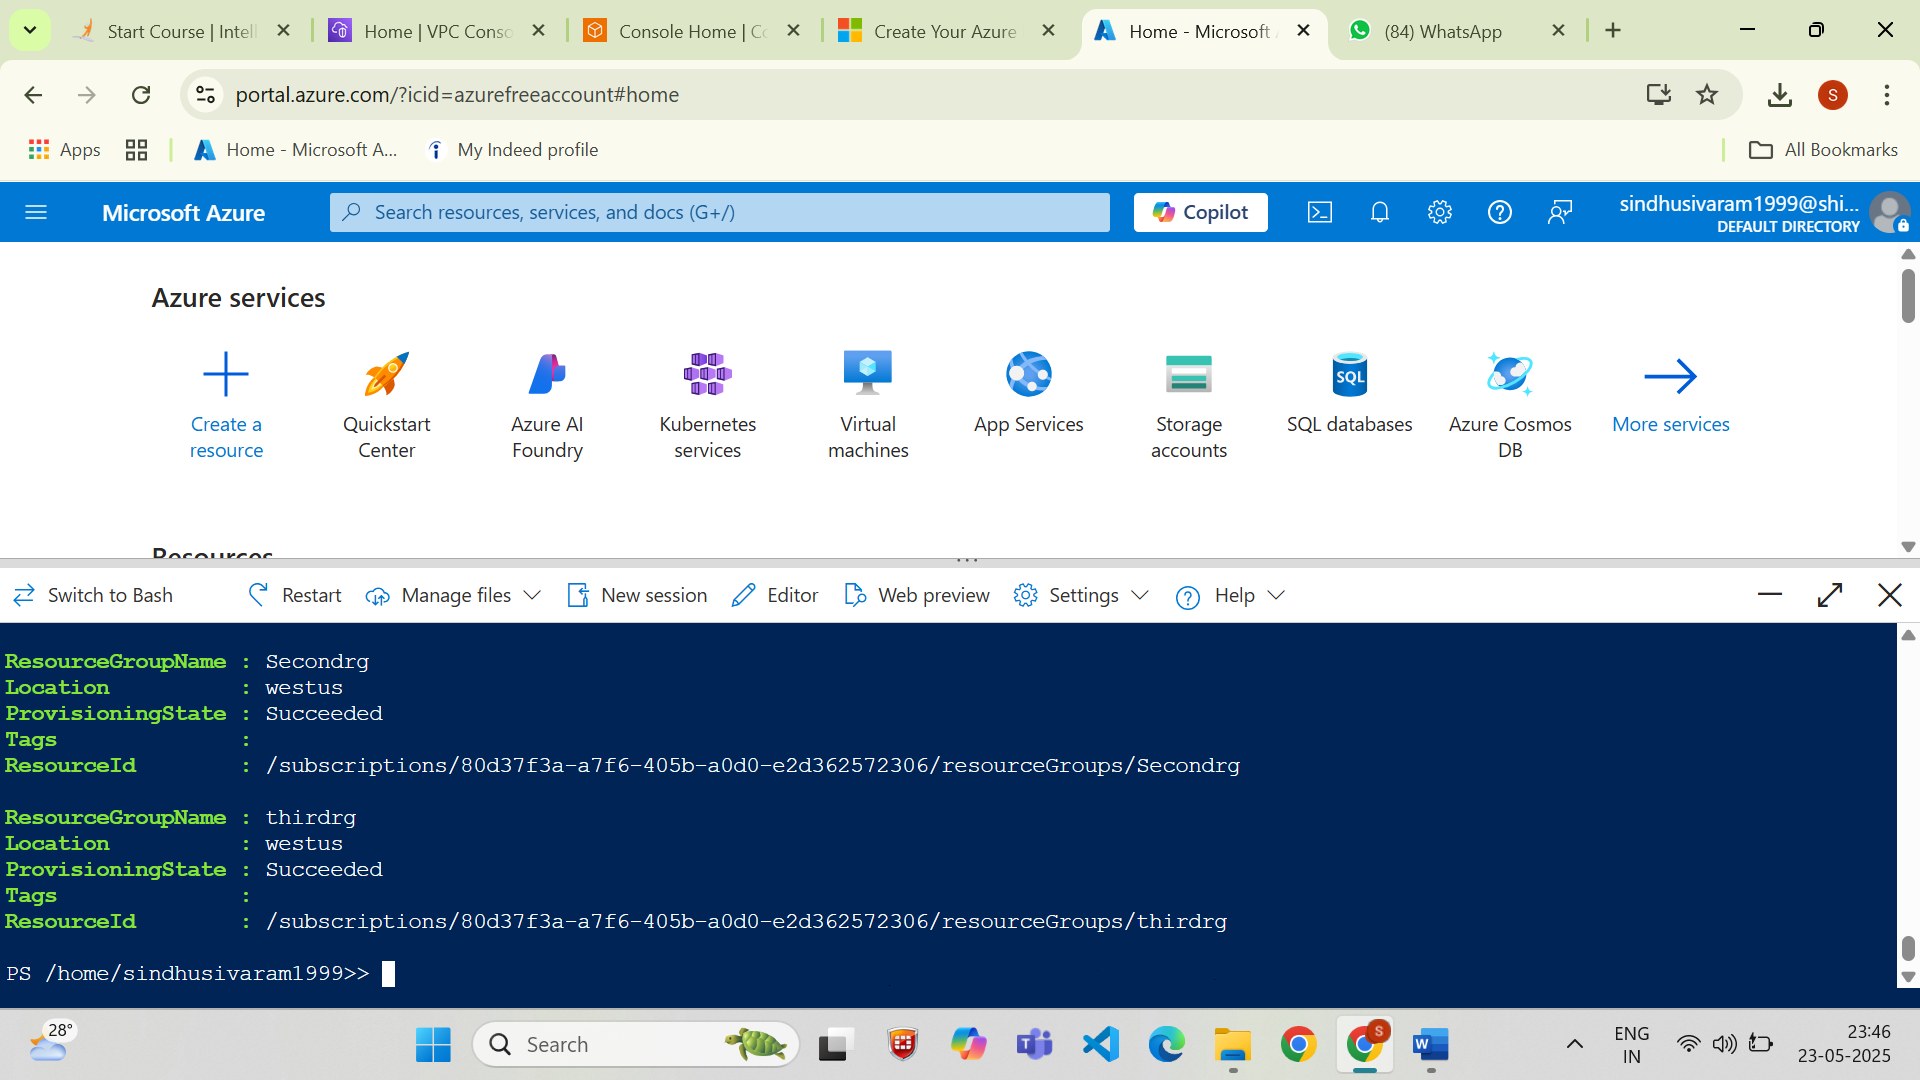 Start Course | Intell
Home | VPC Conso
Console Home | Co
Create Your Azure
Home - Microsoft A
(84) WhatsApp
portal.azure.com/?icid=azurefreeaccount#home
S
Apps
Home - Microsoft A...
My Indeed profile
All Bookmarks
Microsoft Azure
Search resources, services, and docs (G+/)
Copilot
sindhusivaram1999@shi...
DEFAULT DIRECTORY
Azure services
Create a resource
Quickstart Center
Azure AI Foundry
Kubernetes services
Virtual machines
App Services
Storage accounts
SQL
SQL databases
Azure Cosmos DB
More services
Resources
Switch to Bash
Restart
Manage files
New session
Editor
Web preview
Settings
Help
ResourceGroupName : Secondrg
Location : westus
ProvisioningState : Succeeded
Tags :
ResourceId : /subscriptions/80d37f3a-a7f6-405b-a0d0-e2d362572306/resourceGroups/Secondrg
ResourceGroupName : thirdrg
Location : westus
ProvisioningState : Succeeded
Tags :
ResourceId : /subscriptions/80d37f3a-a7f6-405b-a0d0-e2d362572306/resourceGroups/thirdrg
PS /home/sindhusivaram1999>>
28°
Search
S
W
ENG
IN
23:46
23-05-2025